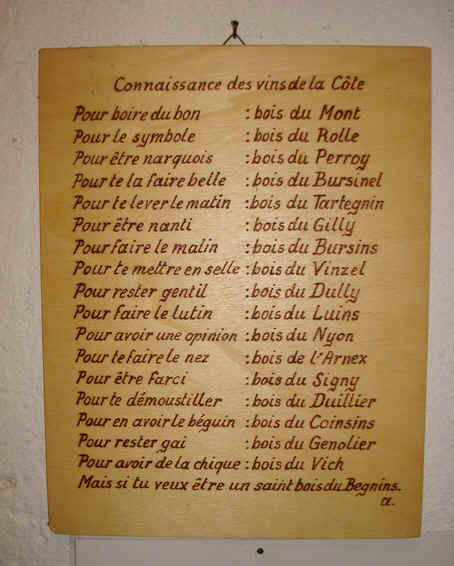 Connaissance des vins de la Côte
Pour boire du bon : bois du Mont
Pour le symbole : bois du Rolle
Pour être narquois : bois du Perroy
Pour te la faire belle : bois du Bursinel
Pour te lever le matin : bois du Tartegnin
Pour être nanti : bois du Gilly
Pour faire le malin : bois du Bursins
Pour te mettre en selle : bois du Vinzel
Pour rester gentil : bois du Dully
Pour faire le lutin : bois du Luins
Pour avoir une opinion : bois du Nyon
Pour te faire le nez : bois de l'Arnex
Pour être farci : bois du Signy
Pour te démoustiller : bois du Duillier
Pour en avoir le béguin : bois du Coinsins
Pour rester gai : bois du Genolier
Pour avoir de la chique : bois du Vich
Mais si tu veux être un saint bois du Begnins.